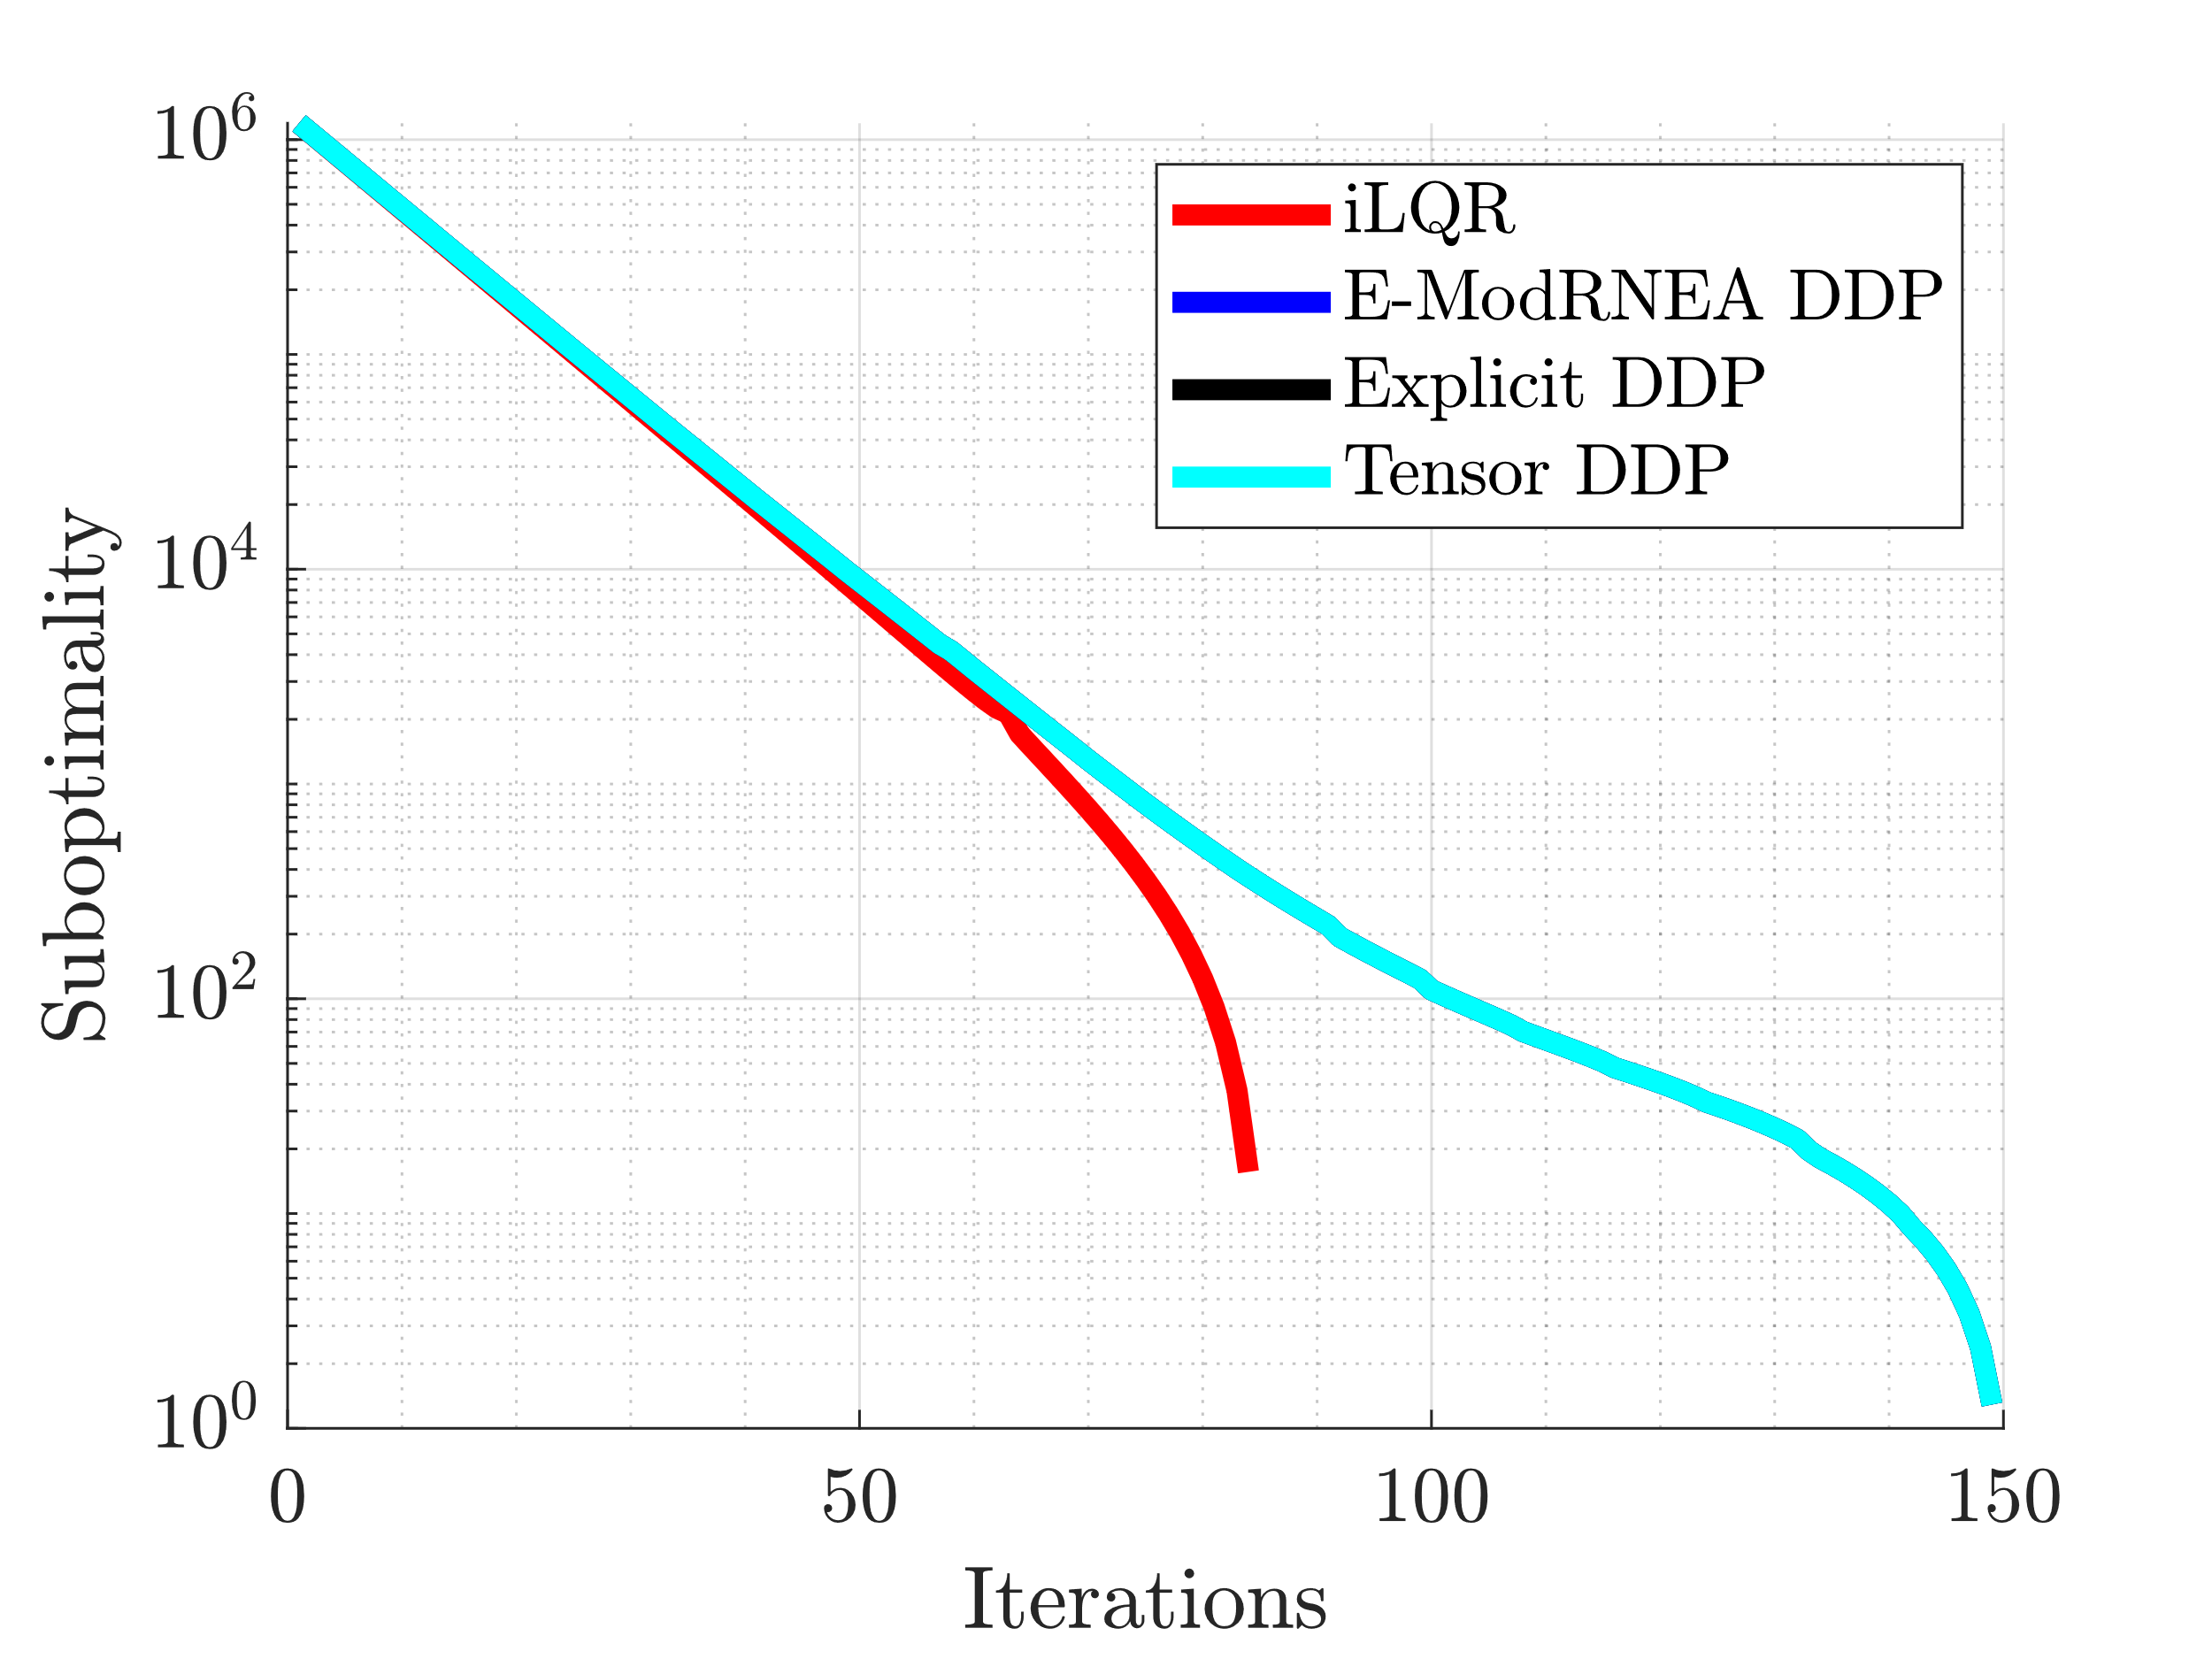 10^6
10^4
10^2
10^0
Suboptimality
iLQR
E-ModRNEA DDP
Explicit DDP
Tensor DDP
0 50 100 150
Iterations